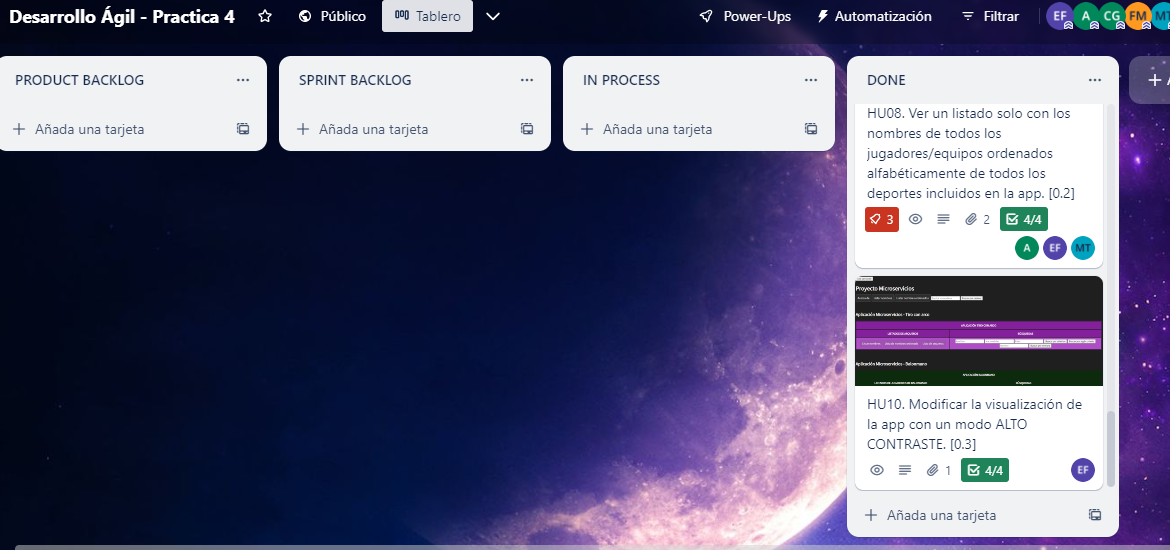 Desarrollo Ágil - Practica 4
Público
Tablero
Power-Ups
Automatización
Filtrar
EF
A
CG
FM
MT
PRODUCT BACKLOG
Añada una tarjeta
SPRINT BACKLOG
Añada una tarjeta
IN PROCESS
Añada una tarjeta
DONE
HU08. Ver un listado solo con los
nombres de todos los
jugadores/equipos ordenados
alfabéticamente de todos los
deportes incluidos en la app. [0.2]
3
2
4/4
A
EF
MT
Proyecto Microservicios
Aplicación Microservicios - Tiro con arco
Aplicación Microservicios - Balonmano
HU10. Modificar la visualización de
la app con un modo ALTO
CONTRASTE. [0.3]
1
4/4
EF
Añada una tarjeta